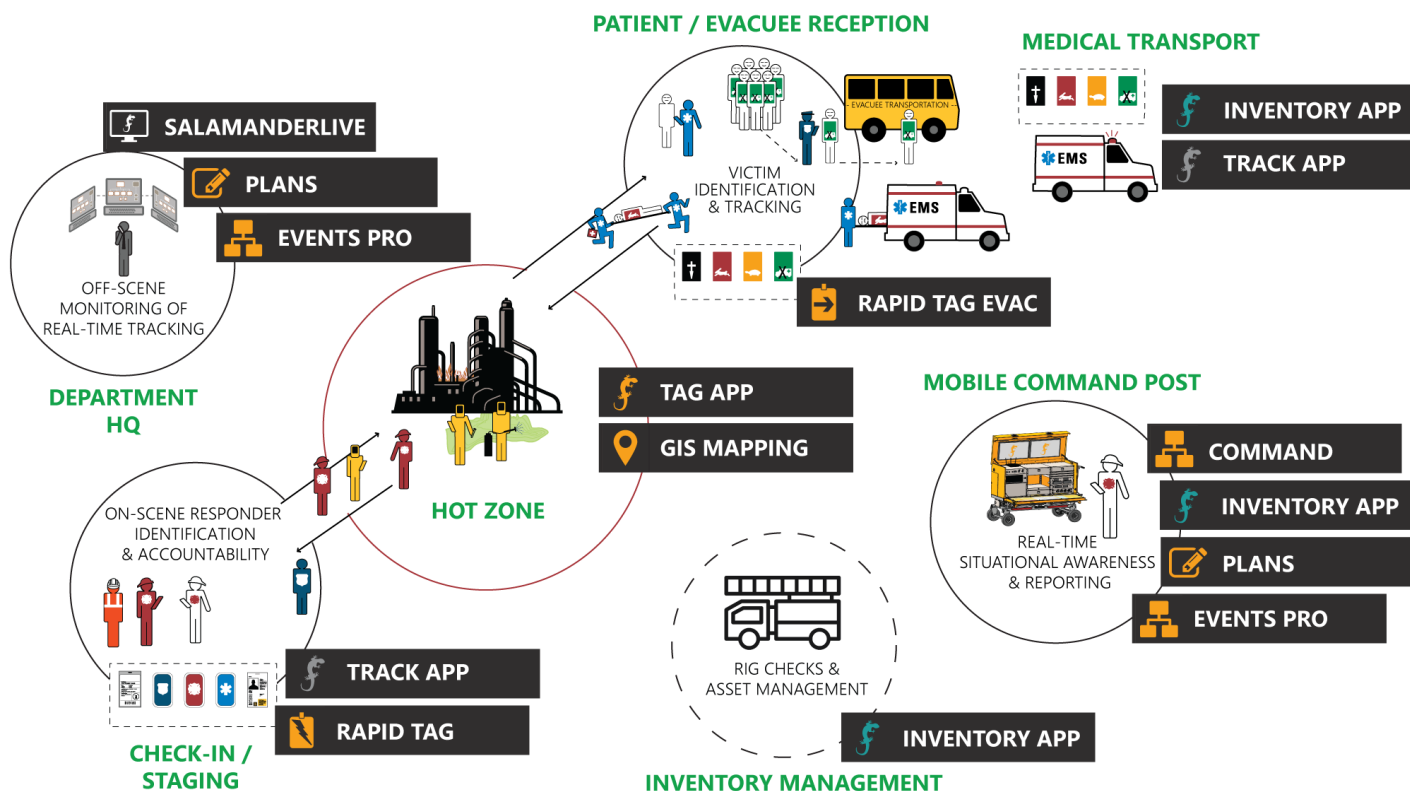 PATIENT / EVACUEE RECEPTION
MEDICAL TRANSPORT
- EVACUEE TRANSPORTATION -
INVENTORY APP
TRACK APP
EMS
VICTIM
IDENTIFICATION
& TRACKING
EMS
RAPID TAG EVAC
SALAMANDERLIVE
PLANS
EVENTS PRO
OFF-SCENE
MONITORING OF
REAL-TIME TRACKING
DEPARTMENT
HQ
TAG APP
GIS MAPPING
HOT ZONE
MOBILE COMMAND POST
COMMAND
INVENTORY APP
PLANS
EVENTS PRO
REAL-TIME
SITUATIONAL AWARENESS
& REPORTING
ON-SCENE RESPONDER
IDENTIFICATION
& ACCOUNTABILITY
TRACK APP
RAPID TAG
CHECK-IN /
STAGING
RIG CHECKS &
ASSET MANAGEMENT
INVENTORY APP
INVENTORY MANAGEMENT